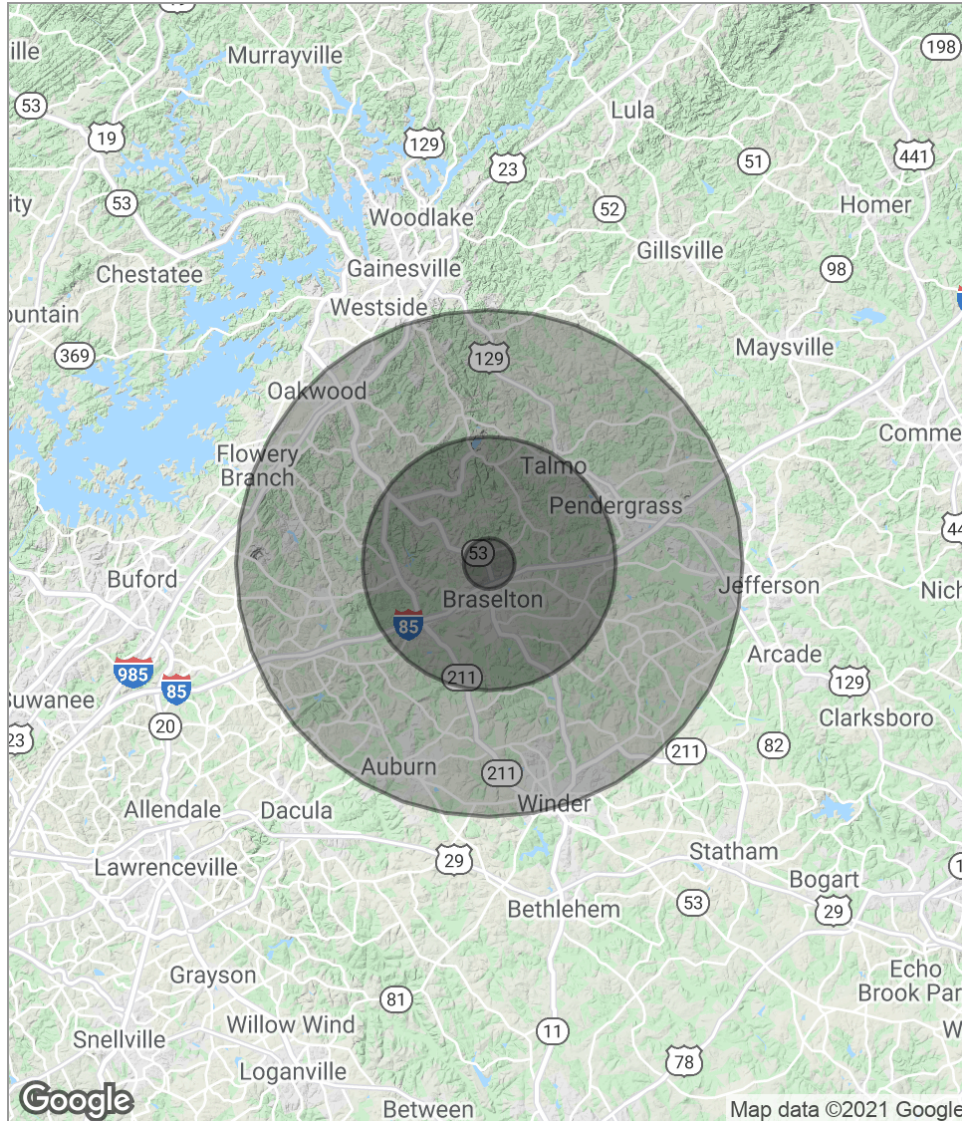 ille
Murrayville
198
53
19
129
Lula
23
51
441
53
52
Homer
ity
Woodlake
Gillsville
Chestatee
Gainesville
98
Westside
ountain
129
Maysville
369
Oakwood
Comme
Flowery
Branch
Talmo
Pendergrass
44
53
Buford
Jefferson
Nich
Braselton
85
Arcade
985
85
211
129
Suwanee
Clarksboro
23
20
211
82
Auburn
211
Allendale
Dacula
Winder
Lawrenceville
29
Statham
Bogart
1
53
Bethlehem
29
Grayson
Echo
Brook Par
81
Willow Wind
W
Snellville
11
78
Loganville
Google
Between
Map data ©2021 Google